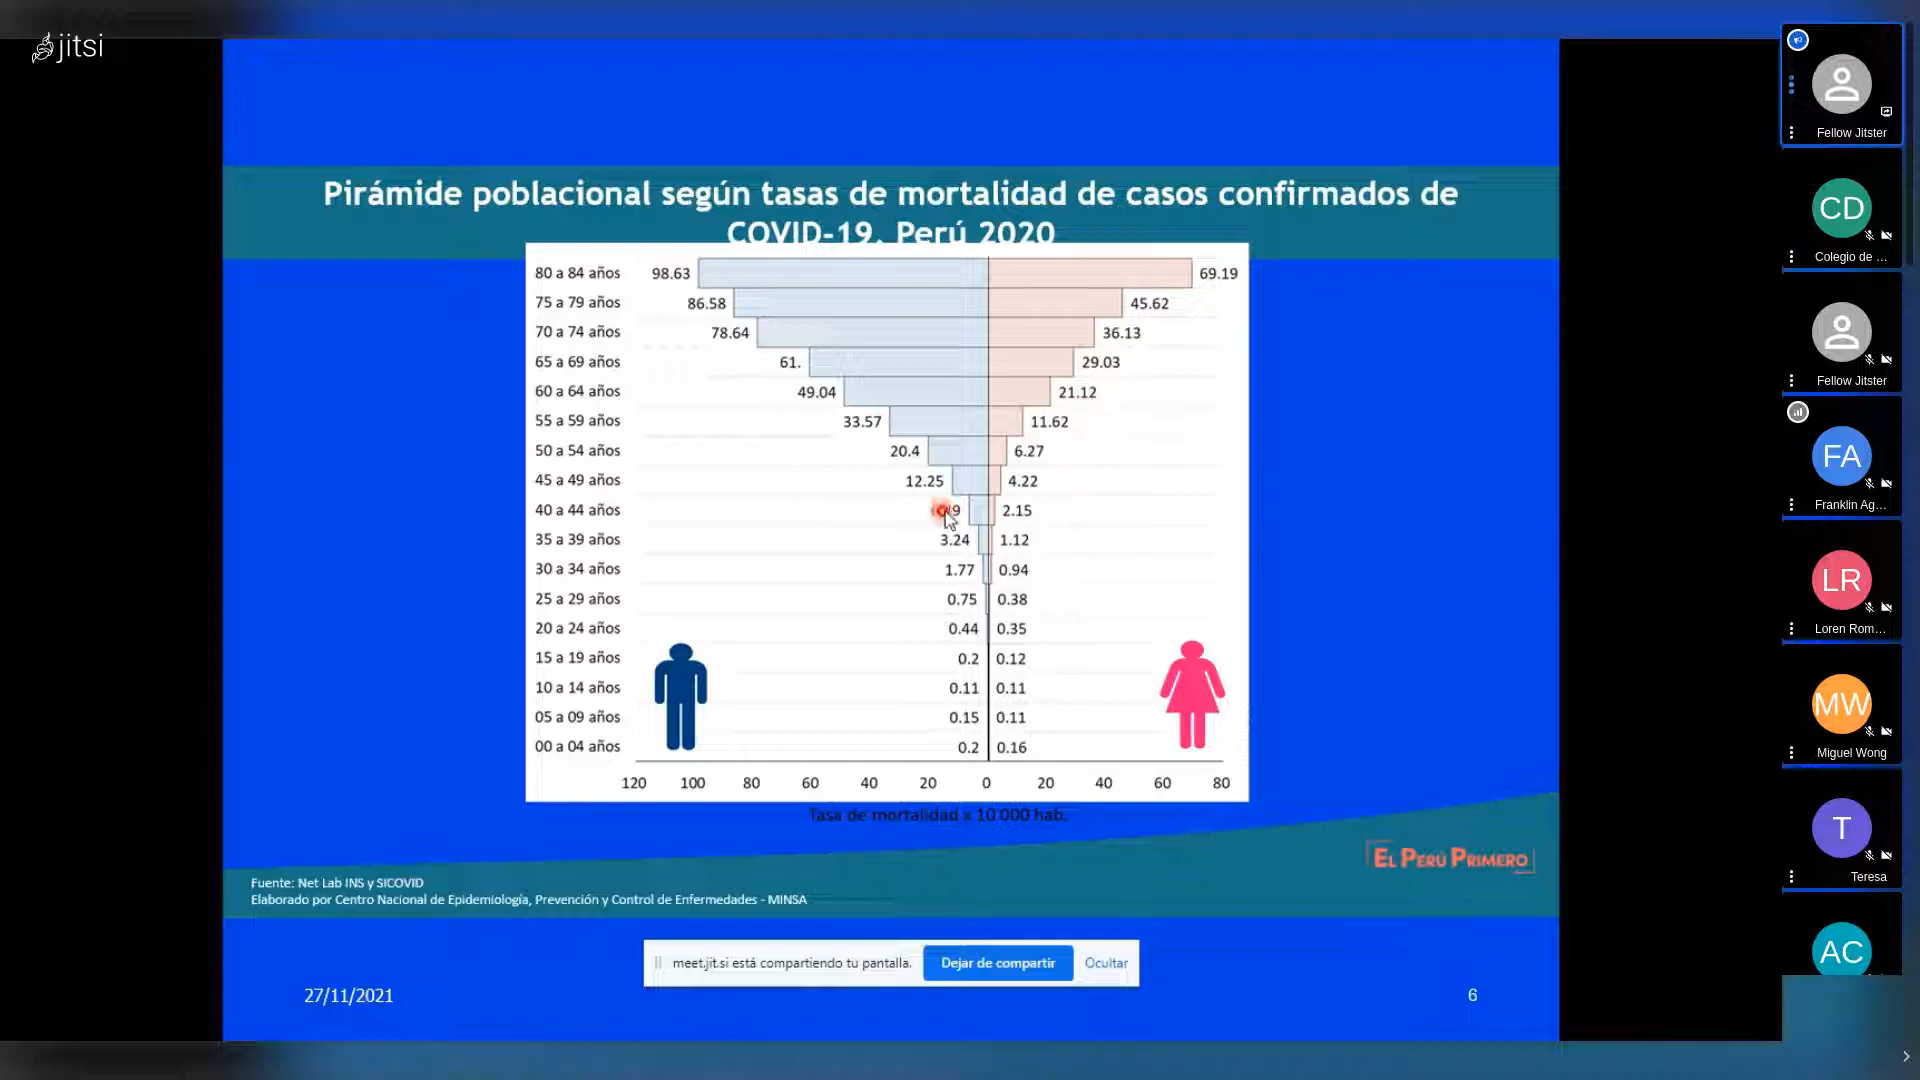 jitsi
Pirámide poblacional según tasas de mortalidad de casos confirmados de
COVID-19. Perú 2020
80 a 84 años 98.63 69.19
75 a 79 años 86.58 45.62
70 a 74 años 78.64 36.13
65 a 69 años 61. 29.03
60 a 64 años 49.04 21.12
55 a 59 años 33.57 11.62
50 a 54 años 20.4 6.27
45 a 49 años 12.25 4.22
40 a 44 años 2.15
35 a 39 años 3.24 1.12
30 a 34 años 1.77 0.94
25 a 29 años 0.75 0.38
20 a 24 años 0.44 0.35
15 a 19 años 0.2 0.12
10 a 14 años 0.11 0.11
05 a 09 años 0.15 0.11
00 a 04 años 0.2 0.16
120 100 80 60 40 20 0 20 40 60 80
Tasa de mortalidad x 10 000 hab.
EL PERÚ PRIMERO
Fuente: Net Lab INS y SICOVID
Elaborado por Centro Nacional de Epidemiología, Prevención y Control de Enfermedades - MINSA
meet.jit.si está compartiendo tu pantalla. Dejar de compartir Ocultar
27/11/2021 6
Fellow Jitster
CD
Colegio de ...
Fellow Jitster
FA
Franklin Ag...
LR
Loren Rom...
MW
Miguel Wong
T
Teresa
AC